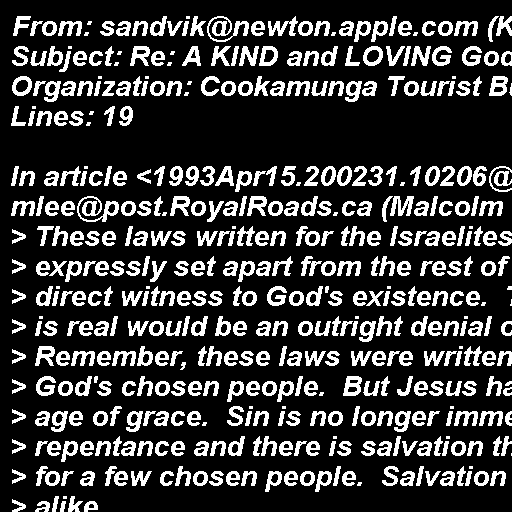 From: sandvik@newton.apple.com (K
Subject: Re: A KIND and LOVING God
Organization: Cookamunga Tourist B
Lines: 19

In article <1993Apr15.200231.10206@
mlee@post.RoyalRoads.ca (Malcolm
> These laws written for the Israelites
> expressly set apart from the rest of
> direct witness to God's existence.  T
> is real would be an outright denial o
> Remember, these laws were written
> God's chosen people.  But Jesus ha
> age of grace.  Sin is no longer imme
> repentance and there is salvation th
> for a few chosen people.  Salvation
> alike